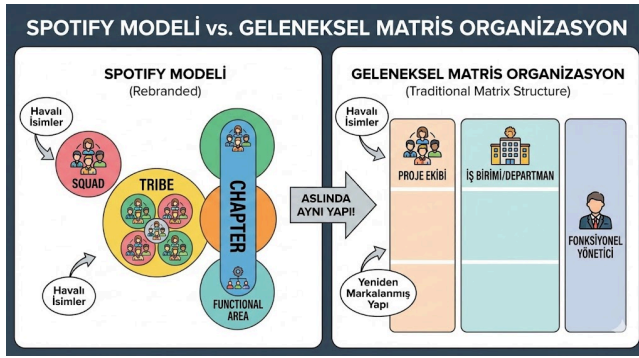 SPOTIFY MODELİ vs. GELENEKSEL MATRİS ORGANİZASYON
SPOTIFY MODELİ
(Rebranded)
Havalı
İsimler
SQUAD
TRIBE
Havalı
İsimler
CHAPTER
FUNCTIONAL
AREA
ASLINDA
AYNI YAPI!
GELENEKSEL MATRİS ORGANİZASYON
(Traditional Matrix Structure)
Havalı
İsimler
PROJE EKİBİ
İŞ BİRİMİ/DEPARTMAN
FONKSİYONEL
YÖNETİCİ
Yeniden
Markalanmış
Yapı